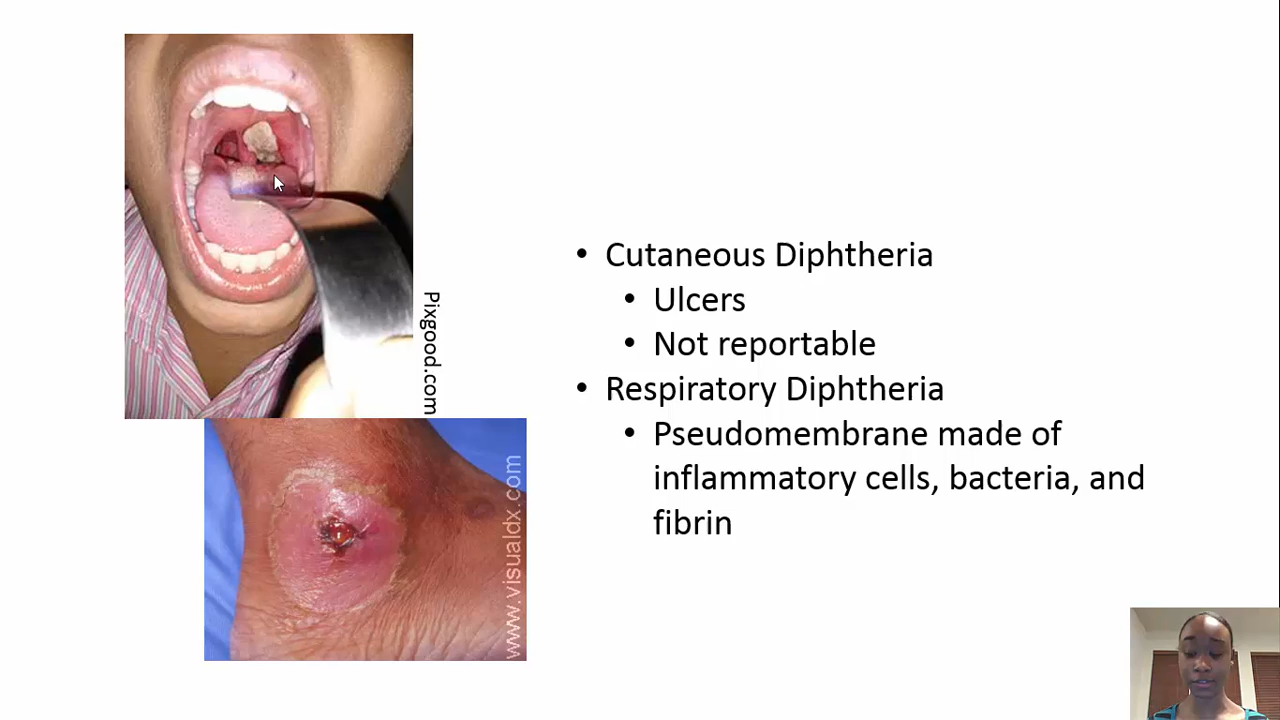 Pixgood.com
www.visualdx.com
• Cutaneous Diphtheria
• Ulcers
• Not reportable
• Respiratory Diphtheria
• Pseudomembrane made of
inflammatory cells, bacteria, and
fibrin